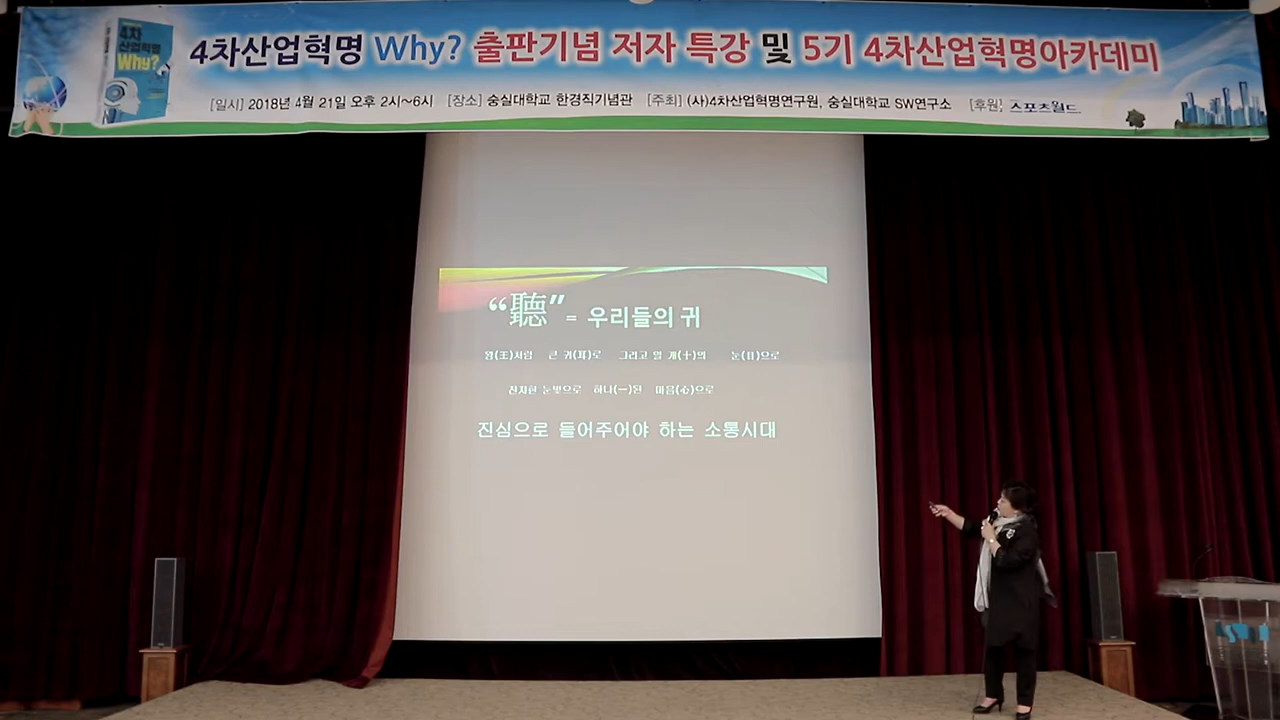 4차산업혁명 Why? 출판기념 저자 특강 및 5기 4차산업혁명아카데미
[일시] 2018년 4월 21일 오후 2시~6시 [장소] 숭실대학교 한경직기념관 [주최] (사)4차산업혁명연구원, 숭실대학교 SW연구소 [후원] 스포츠월드
4차
산업혁명
Why?
“聽” = 우리들의 귀
왕(王)처럼 큰 귀(耳)로 그리고 열 개(十)의 눈(目)으로
진지한 눈빛으로 하나(一)된 마음(心)으로
진심으로 들어주어야 하는 소통시대